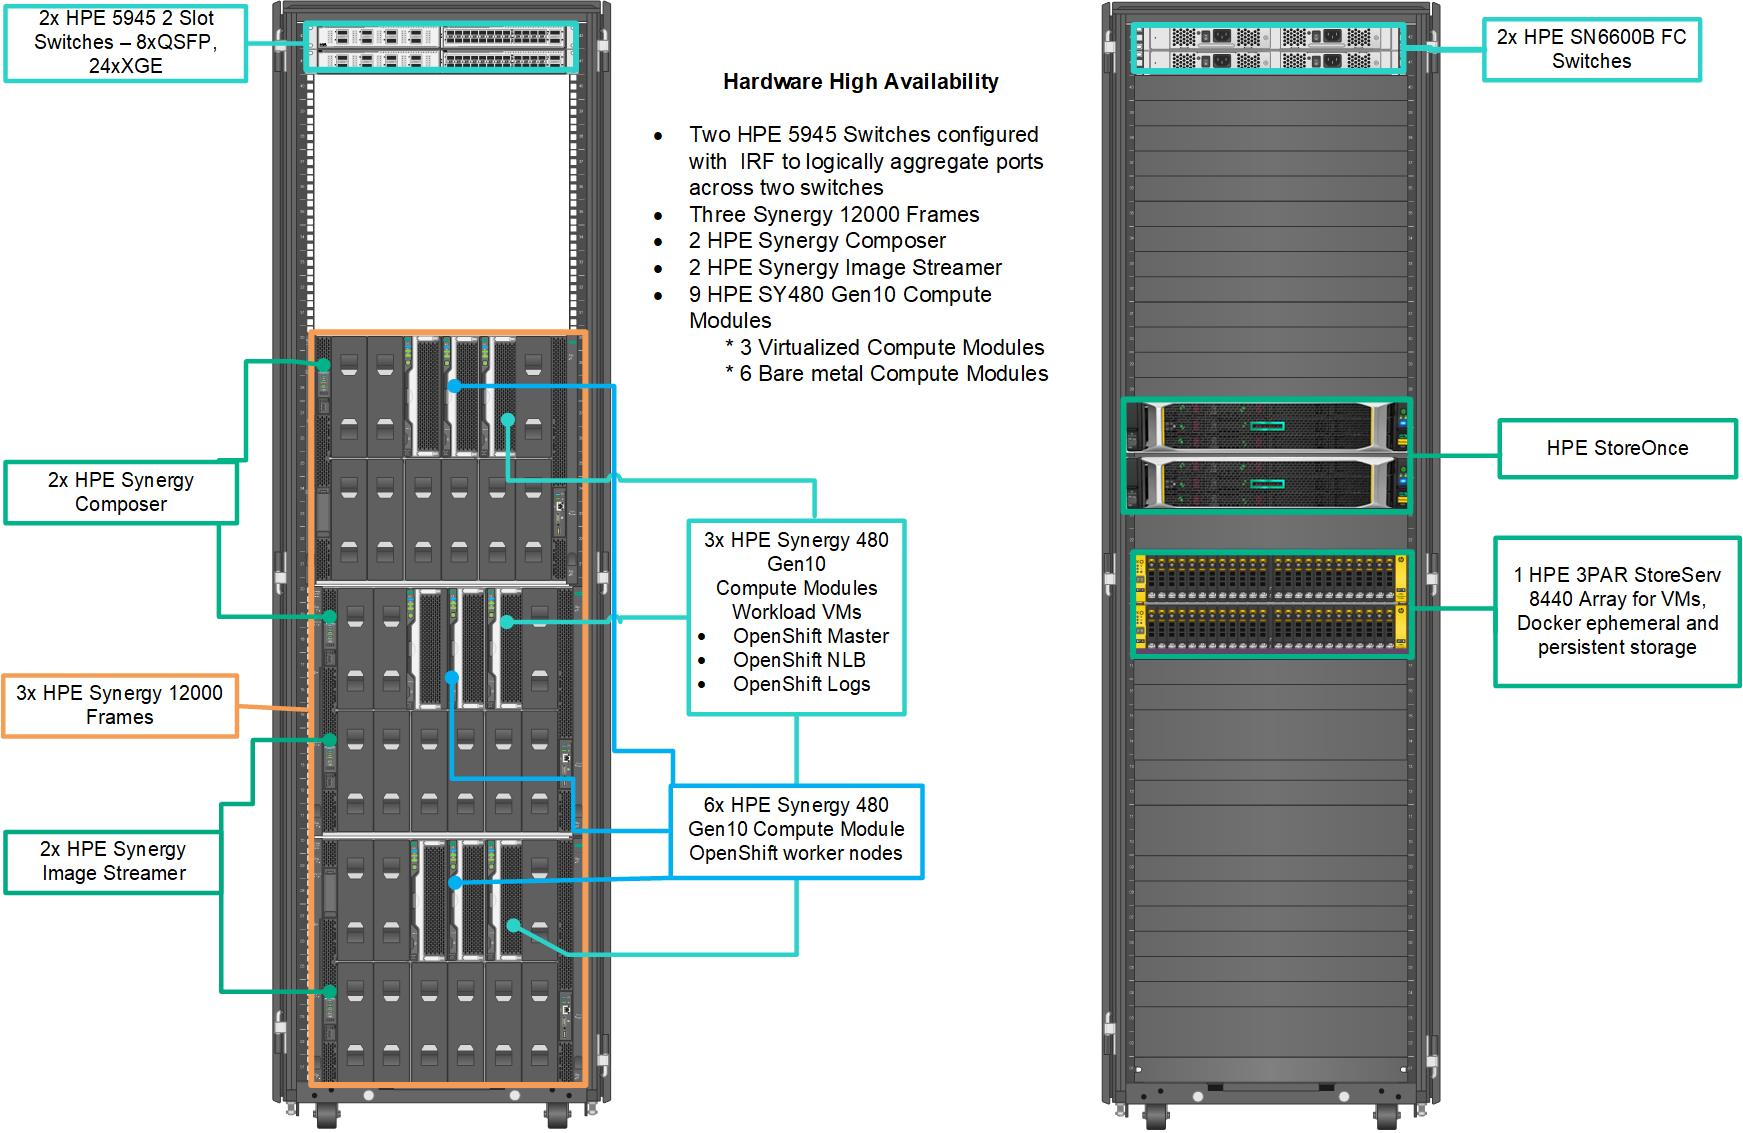 2x HPE 5945 2 Slot
Switches – 8xQSFP,
24xXGE
Hardware High Availability
• Two HPE 5945 Switches configured
with IRF to logically aggregate ports
across two switches
• Three Synergy 12000 Frames
• 2 HPE Synergy Composer
• 2 HPE Synergy Image Streamer
• 9 HPE SY480 Gen10 Compute
Modules
* 3 Virtualized Compute Modules
* 6 Bare metal Compute Modules
2x HPE SN6600B FC
Switches
2x HPE Synergy
Composer
3x HPE Synergy 12000
Frames
2x HPE Synergy
Image Streamer
3x HPE Synergy 480
Gen10
Compute Modules
Workload VMs
• OpenShift Master
• OpenShift NLB
• OpenShift Logs
6x HPE Synergy 480
Gen10 Compute Module
OpenShift worker nodes
HPE StoreOnce
1 HPE 3PAR StoreServ
8440 Array for VMs,
Docker ephemeral and
persistent storage